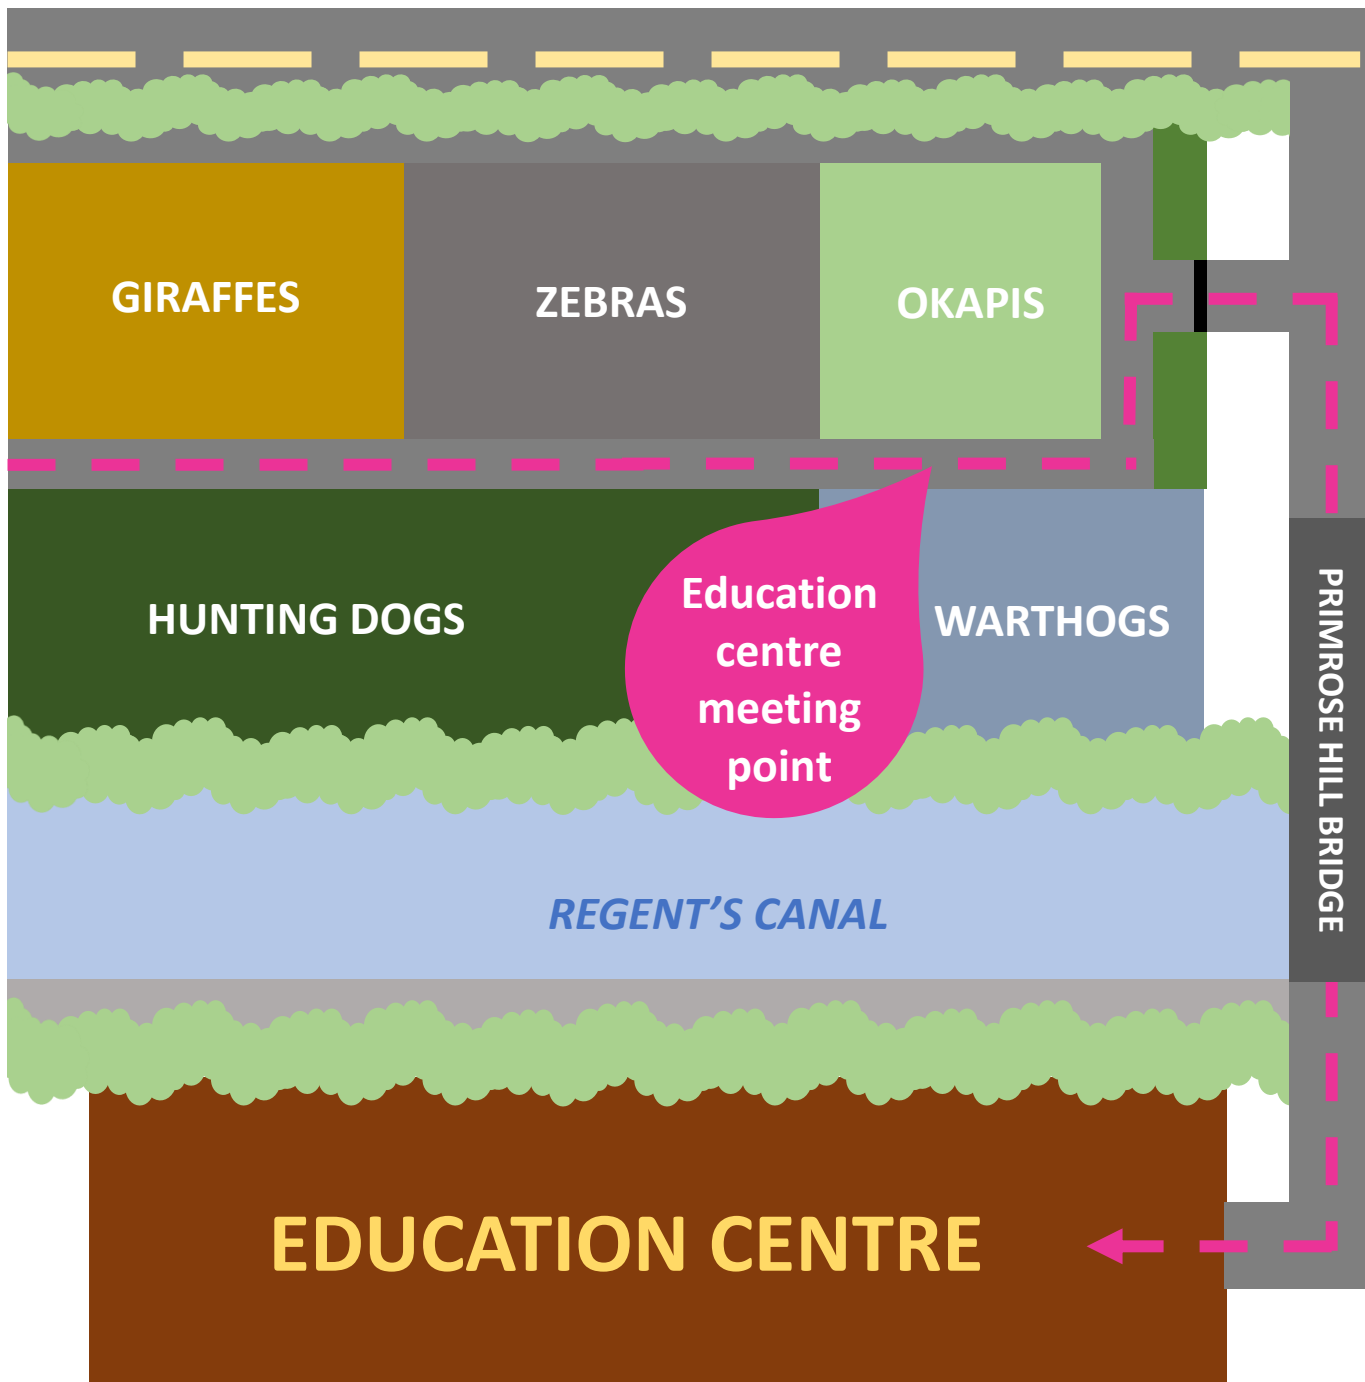 GIRAFFES
ZEBRAS
OKAPIS
HUNTING DOGS
Education
centre
meeting
point
WARTHOGS
PRIMROSE HILL BRIDGE
REGENT’S CANAL
EDUCATION CENTRE